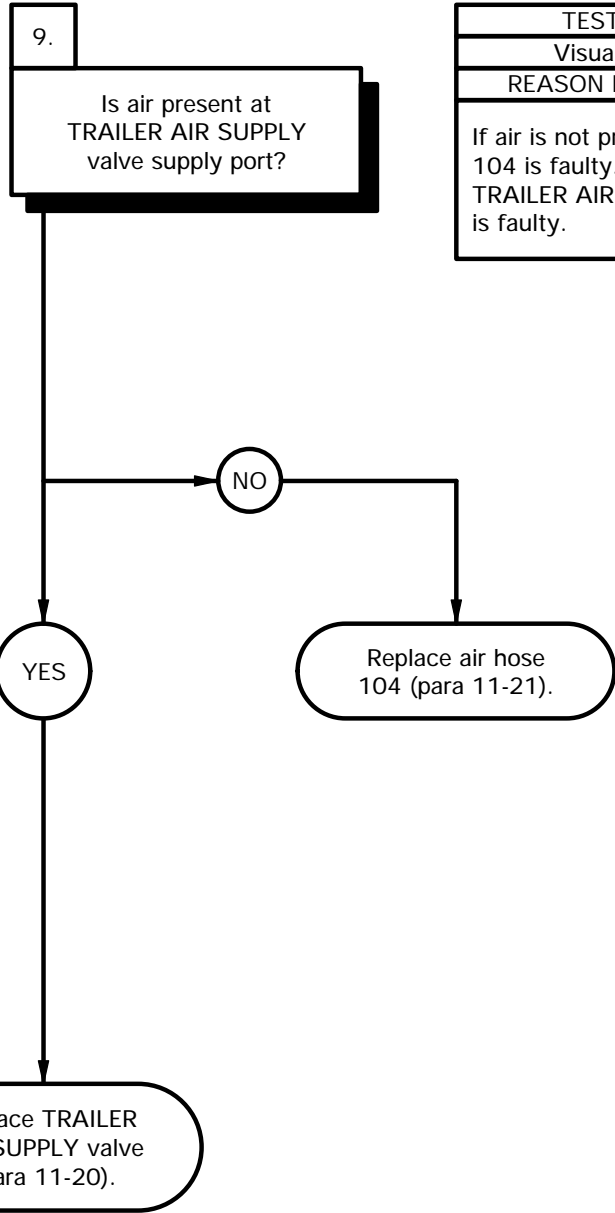 9.
Is air present at
TRAILER AIR SUPPLY
valve supply port?
TEST
Visua
REASON
If air is not pr
104 is faulty.
TRAILER AIR
is faulty.
NO
YES
Replace air hose
104 (para 11-21).
ace TRAILER
SUPPLY valve
ara 11-20).